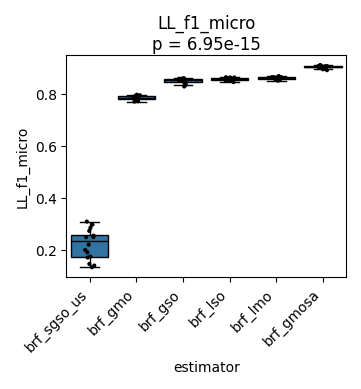 LL_f1_micro
p = 6.95e-15
LL_f1_micro
0.8
0.6
0.4
0.2
brf_sgso_us
brf_gmo
brf_gso
brf_lso
brf_lmo
brf_gmosa
estimator